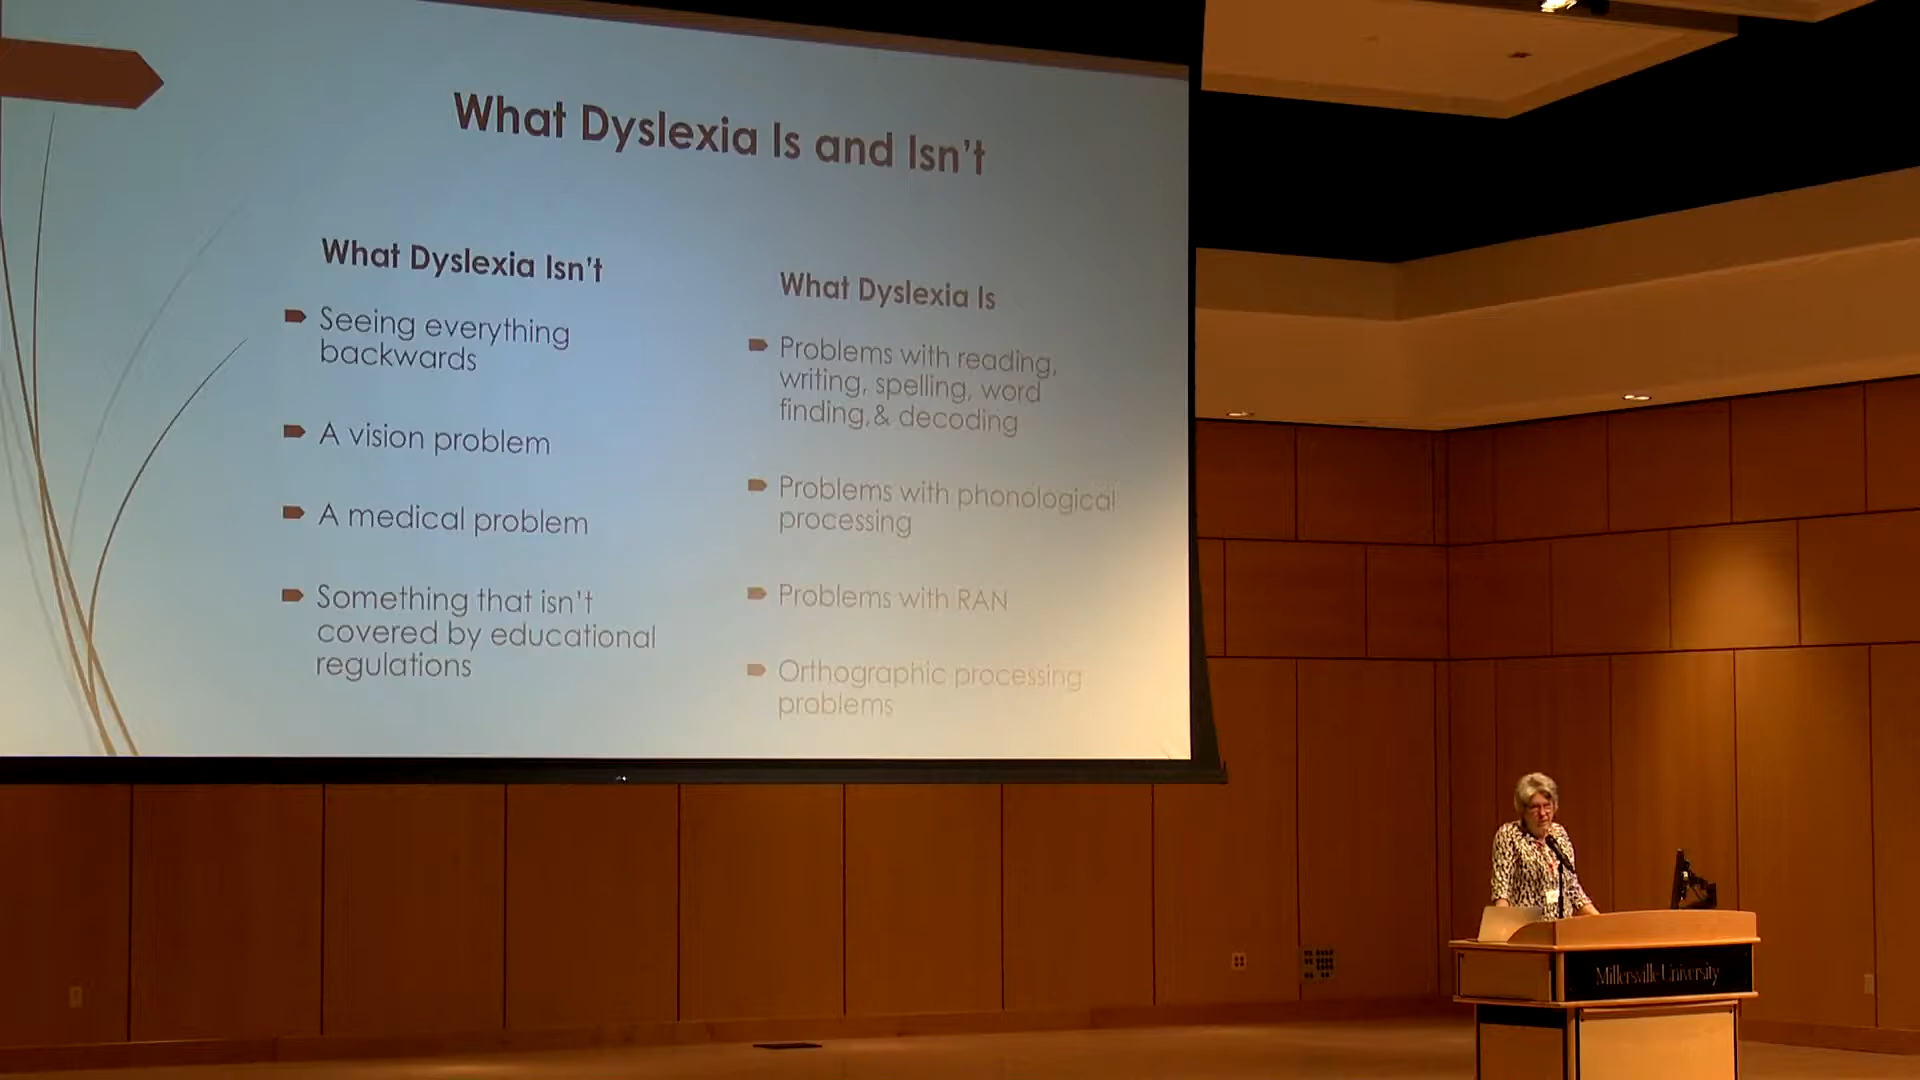 What Dyslexia Is and Isn't
What Dyslexia Isn't
Seeing everything
backwards
A vision problem
A medical problem
Something that isn't
covered by educational
regulations
What Dyslexia Is
Problems with reading,
writing, spelling, word
finding,& decoding
Problems with phonological
processing
Problems with RAN
Orthographic processing
problems
Millersville University